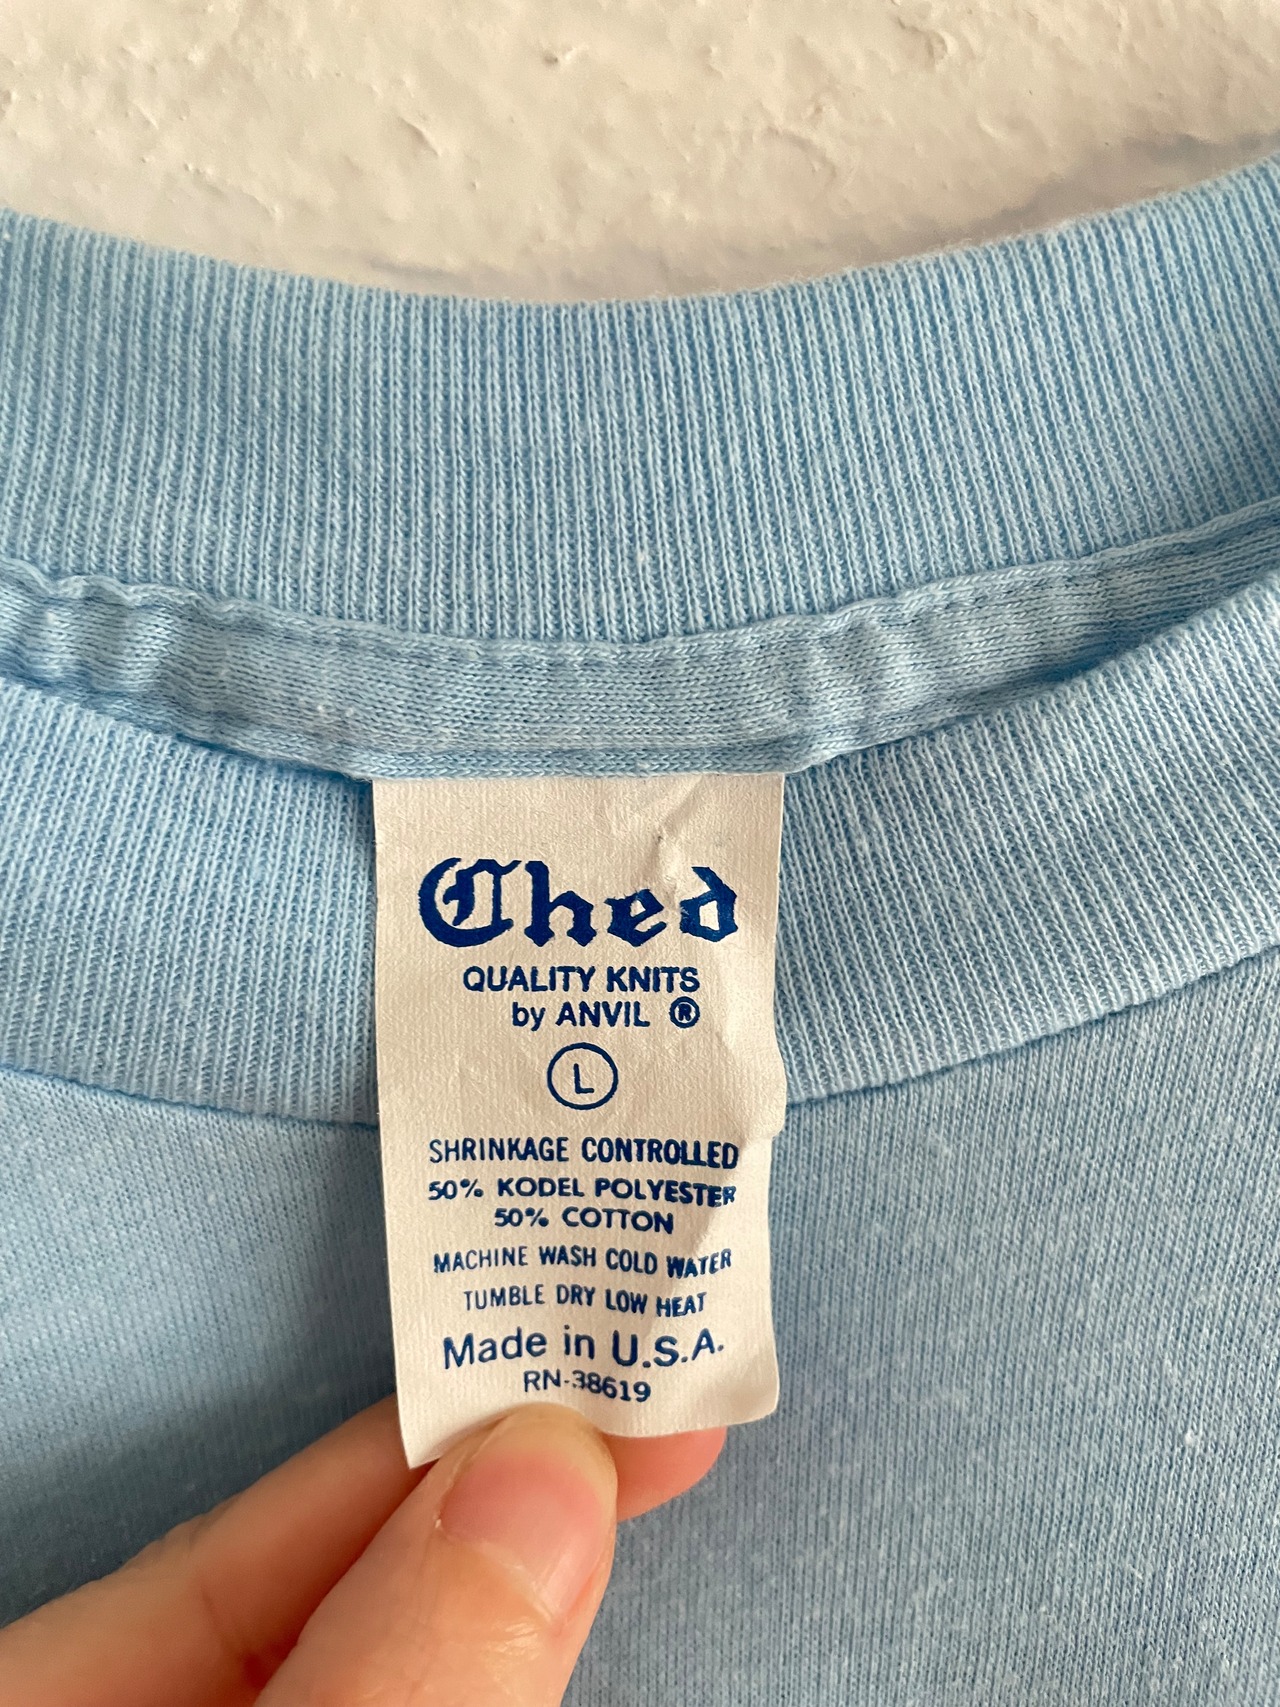 Ched
QUALITY KNITS
by ANVIL ®
L
SHRINKAGE CONTROLLED
50% KODEL POLYESTER
50% COTTON
MACHINE WASH COLD WATER
TUMBLE DRY LOW HEAT
Made in U.S.A.
RN-38619